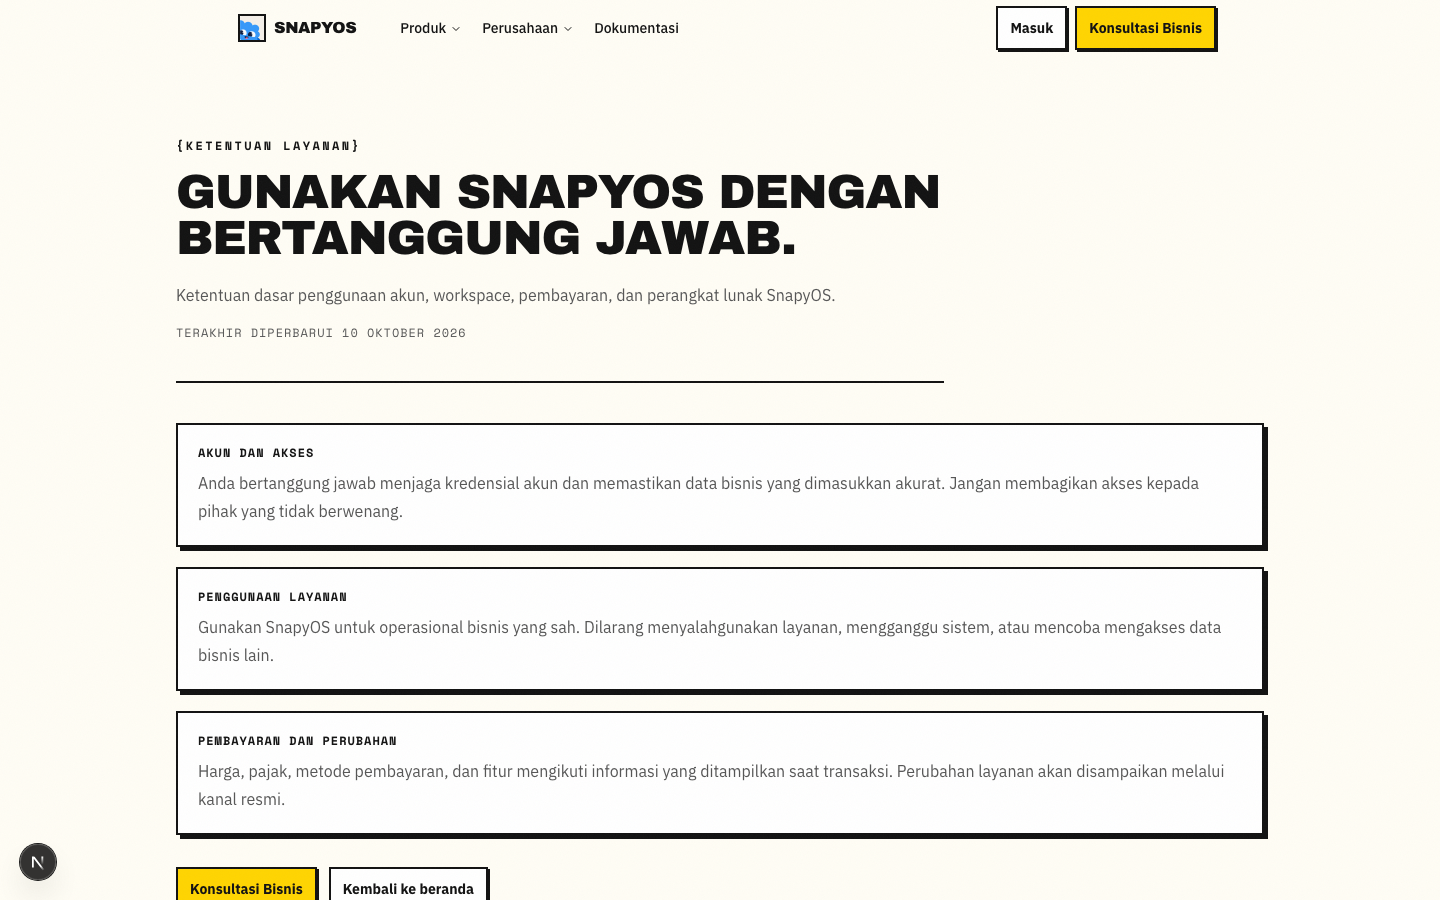 SNAPYOS
Produk
Perusahaan
Dokumentasi
Masuk
Konsultasi Bisnis
{KETENTUAN LAYANAN}
GUNAKAN SNAPYOS DENGAN
BERTANGGUNG JAWAB.
Ketentuan dasar penggunaan akun, workspace, pembayaran, dan perangkat lunak SnapyOS.
TERAKHIR DIPERBARUI 10 OKTOBER 2026
AKUN DAN AKSES
Anda bertanggung jawab menjaga kredensial akun dan memastikan data bisnis yang dimasukkan akurat. Jangan membagikan akses kepada
pihak yang tidak berwenang.
PENGGUNAAN LAYANAN
Gunakan SnapyOS untuk operasional bisnis yang sah. Dilarang menyalahgunakan layanan, mengganggu sistem, atau mencoba mengakses data
bisnis lain.
PEMBAYARAN DAN PERUBAHAN
Harga, pajak, metode pembayaran, dan fitur mengikuti informasi yang ditampilkan saat transaksi. Perubahan layanan akan disampaikan melalui
kanal resmi.
N
Konsultasi Bisnis
Kembali ke beranda